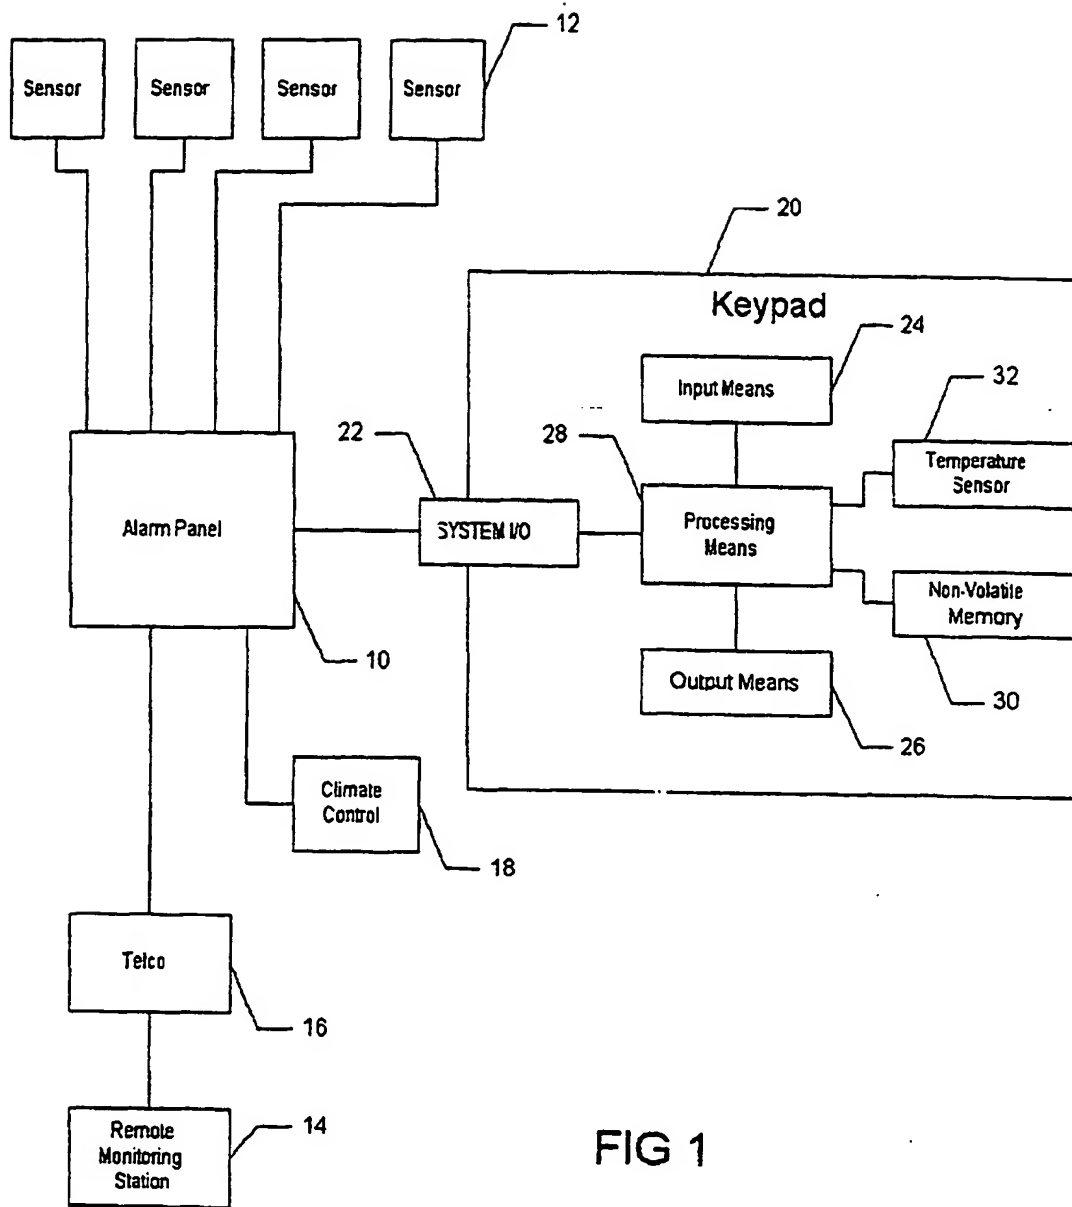 12
Sensor
Sensor
Sensor
Sensor
20
Keypad
24
Input Means
32
Temperature
Sensor
22
28
Alarm Panel
SYSTEM I/O
Processing
Means
Non-Volatile
Memory
10
Output Means
30
26
Climate
Control
18
Telco
16
Remote
Monitoring
Station
14
FIG 1